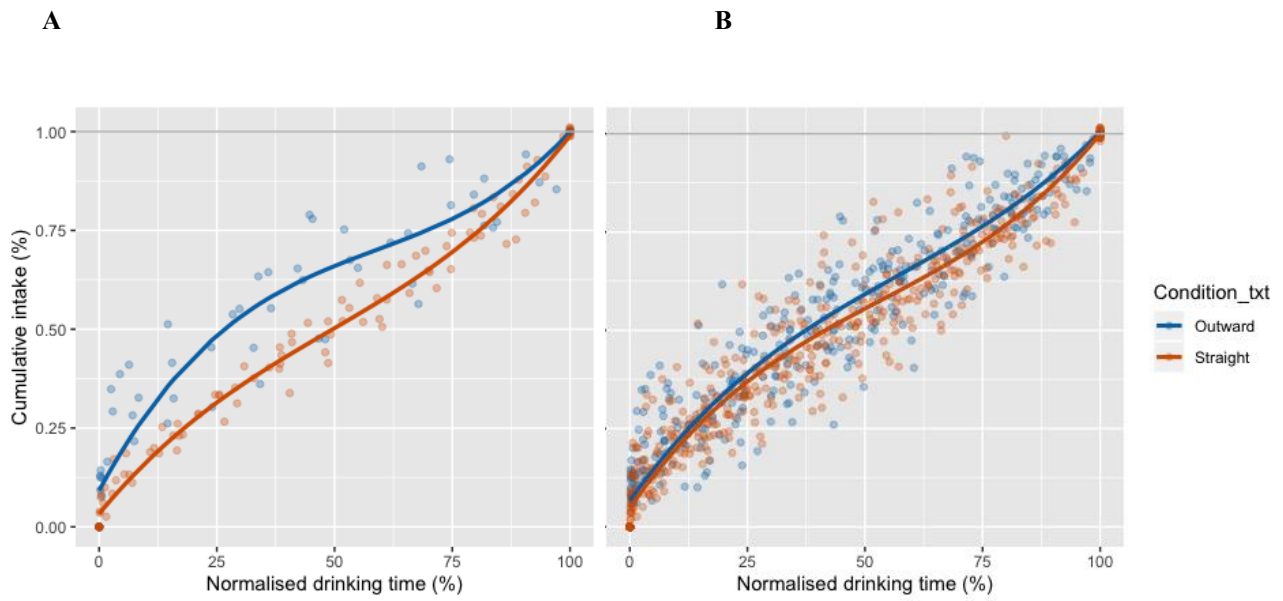 A
B
1.00
0.75
0.50
0.25
0.00
Cumulative intake (%)
0
25
50
75
100
Normalised drinking time (%)
0
25
50
75
100
Normalised drinking time (%)
Condition_txt
Outward
Straight